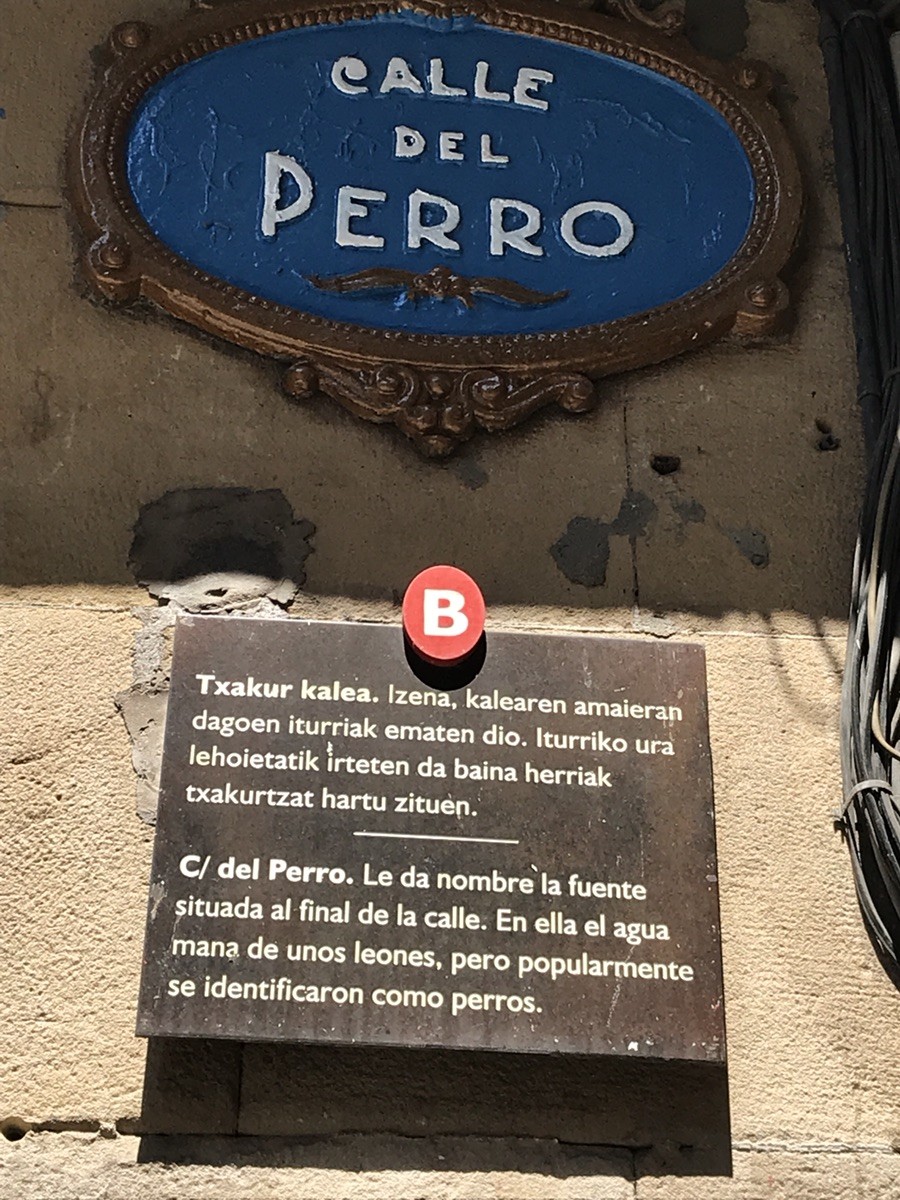 CALLE
DEL
PERRO
B
Txakur kalea. Izena, kalearen amaieran
dagoen iturriak ematen dio. Iturriko ura
lehoietatik irteten da baina herriak
txakurtzat hartu zituen.
C/ del Perro. Le da nombre la fuente
situada al final de la calle. En ella el agua
mana de unos leones, pero popularmente
se identificaron como perros.